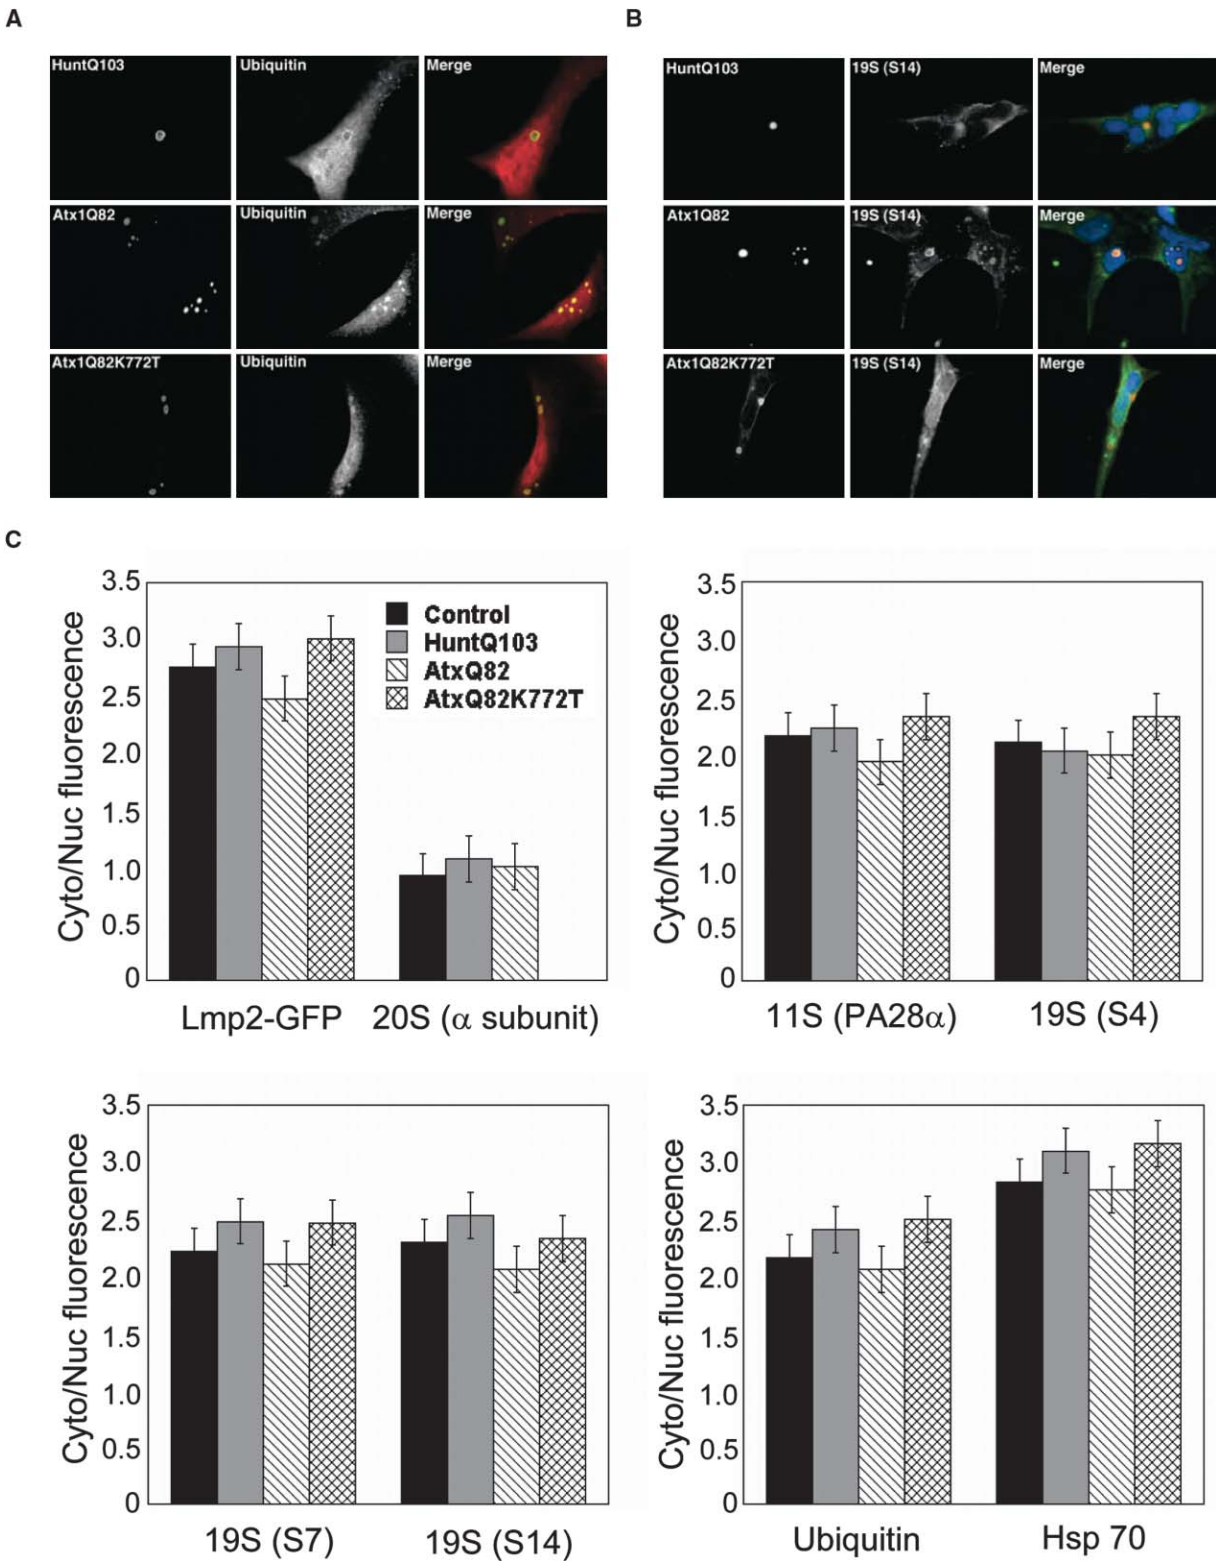 A
HuntQ103 Ubiquitin Merge
Atx1Q82 Ubiquitin Merge
Atx1Q82K772T Ubiquitin Merge
B
HuntQ103 19S (S14) Merge
Atx1Q82 19S (S14) Merge
Atx1Q82K772T 19S (S14) Merge
C
Cyto/Nuc fluorescence
3.5
3.0
2.5
2.0
1.5
1.0
0.5
0
Control
HuntQ103
AtxQ82
AtxQ82K772T
Lmp2-GFP 20S (α subunit)
Cyto/Nuc fluorescence
3.5
3.0
2.5
2.0
1.5
1.0
0.5
0
11S (PA28α) 19S (S4)
Cyto/Nuc fluorescence
3.5
3.0
2.5
2.0
1.5
1.0
0.5
0
19S (S7) 19S (S14)
Cyto/Nuc fluorescence
3.5
3.0
2.5
2.0
1.5
1.0
0.5
0
Ubiquitin Hsp 70